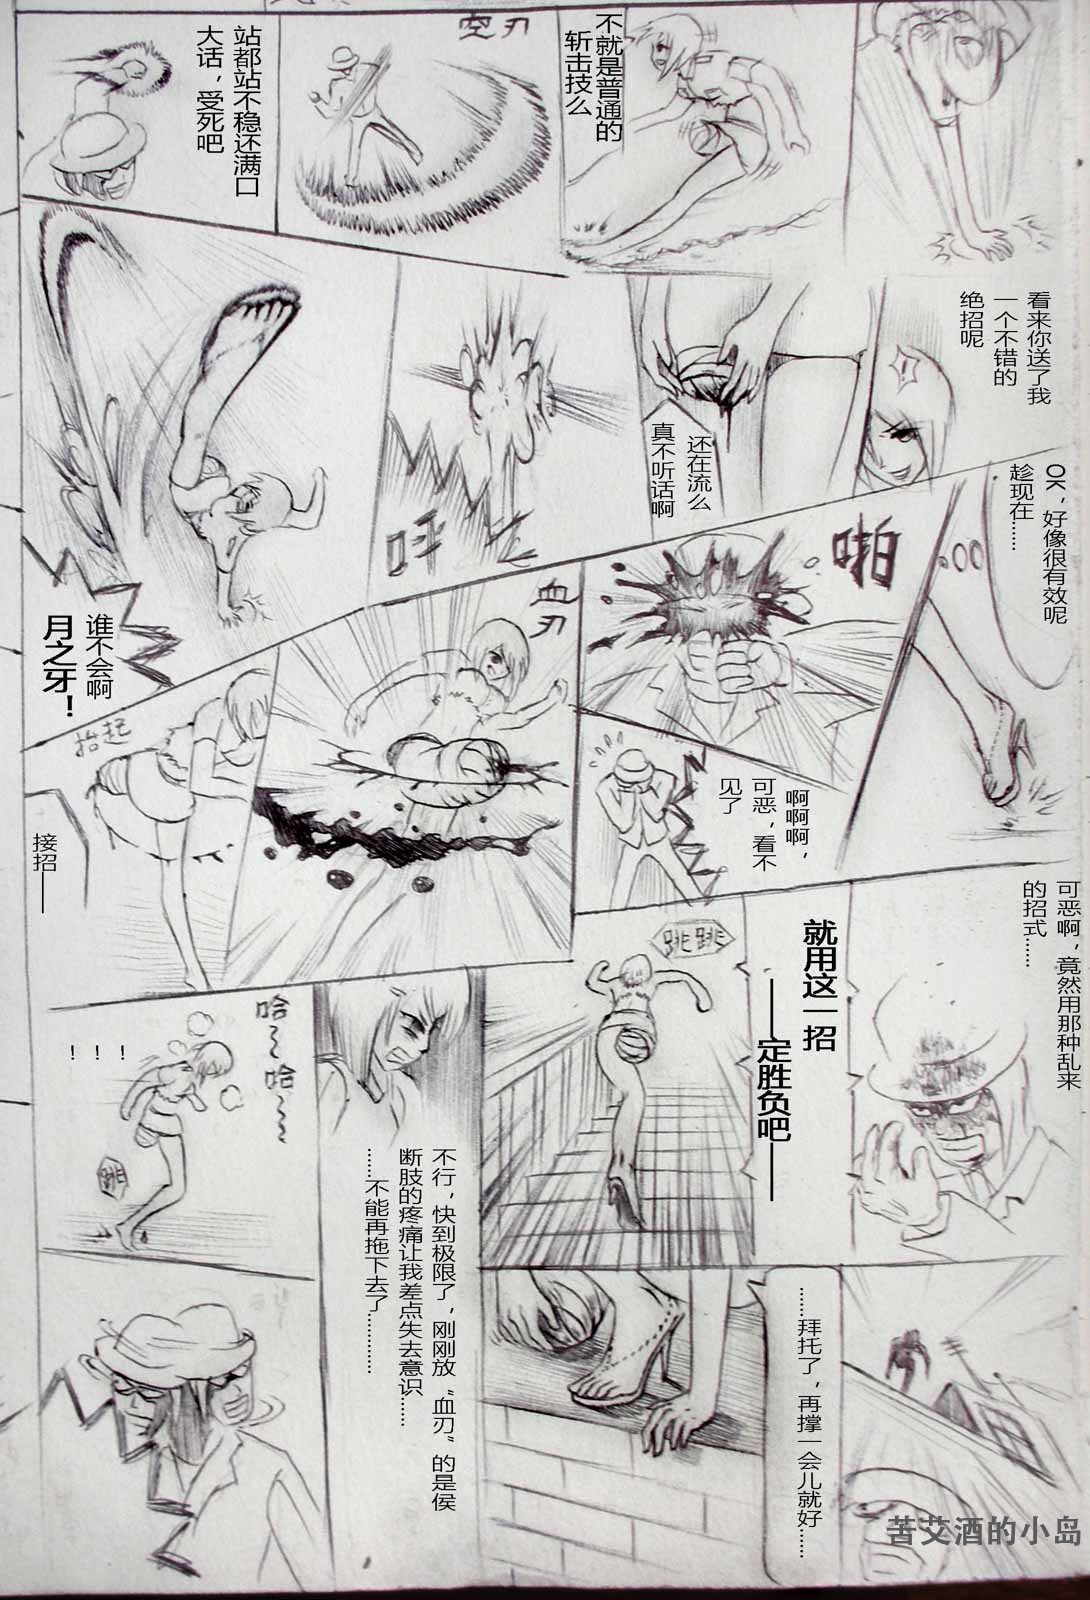 站都站不稳还满口
大话，受死吧
空刃
不就是普通的
斩击技么
看来你送了我
一个不错的
绝招呢
还在流么
真不听话啊
呼
谁不会啊
月之牙！
OK，好像很有效呢
趁现在……
啪
血刃
抬起
接招——
啊啊啊，
可恶，看不
见了
可恶啊，竟然用那种乱来
的招式……
就用这一招
——定胜负吧——
跳跳
不行，快到极限了，刚刚放“血刃”的是侯
断肢的疼痛让我差点失去意识……
……不能再拖下去了…………
哈～哈～
！！！
跳
……拜托了，再撑一会儿就好……
苦艾酒的小岛